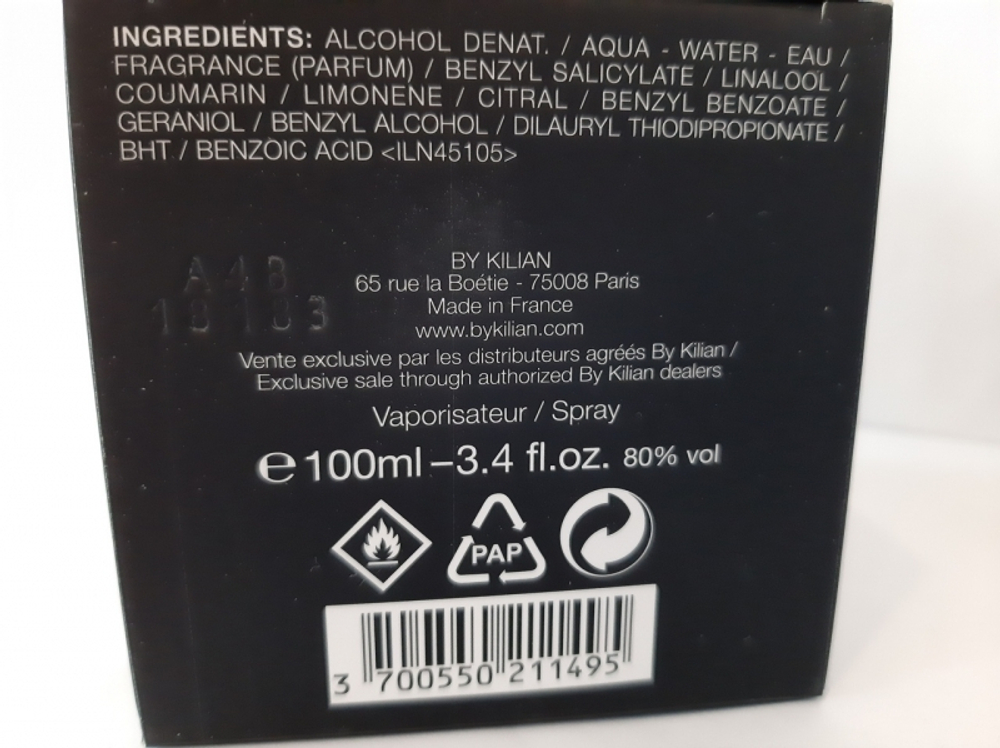 INGREDIENTS: ALCOHOL DENAT. / AQUA - WATER - EAU /
FRAGRANCE (PARFUM) / BENZYL SALICYLATE / LINALOOL /
COUMARIN / LIMONENE / CITRAL / BENZYL BENZOATE /
GERANIOL / BENZYL ALCOHOL / DILAURYL THIODIPROPIONATE /
BHT / BENZOIC ACID <ILN45105>
BY KILIAN
65 rue la Boétie - 75008 Paris
Made in France
www.bykilian.com
Vente exclusive par les distributeurs agréés By Kilian /
Exclusive sale through authorized By Kilian dealers
Vaporisateur / Spray
e 100ml – 3.4 fl.oz. 80% vol
PAP
3 700550 211495